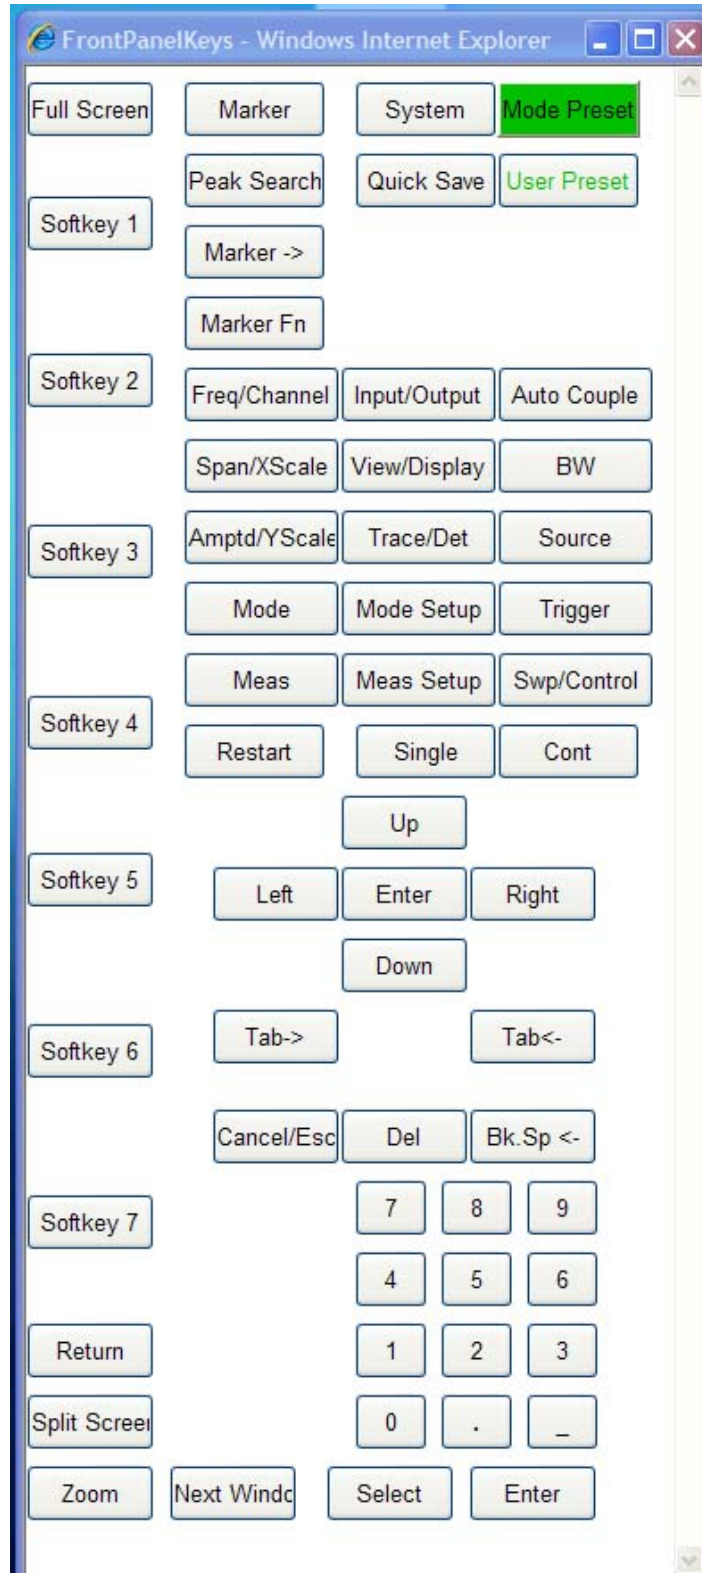 FrontPanelKeys - Windows Internet Explorer
Full Screen Marker System Mode Preset
Peak Search Quick Save User Preset
Softkey 1
Marker ->
Marker Fn
Softkey 2
Freq/Channel Input/Output Auto Couple
Span/XScale View/Display BW
Softkey 3
Amptd/YScale Trace/Det Source
Mode Mode Setup Trigger
Meas Meas Setup Swp/Control
Softkey 4
Restart Single Cont
Up
Softkey 5
Left Enter Right
Down
Softkey 6
Tab-> Tab<-
Cancel/Esc Del Bk.Sp <-
Softkey 7
7 8 9
4 5 6
Return 1 2 3
Split Screen 0 . _
Zoom Next Windo Select Enter